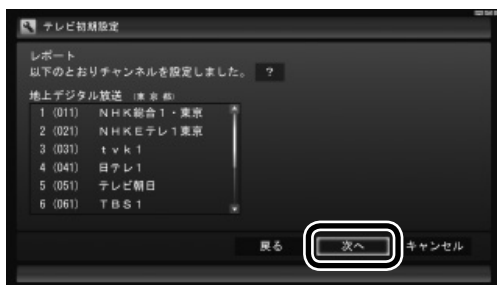 テレビ初期設定
レポート
以下のとおりチャンネルを設定しました。 ?
地上デジタル放送 (東京都)
1 (011) NHK総合1・東京
2 (021) NHKEテレ1東京
3 (031) tvk1
4 (041) 日テレ1
5 (051) テレビ朝日
6 (061) TBS1
戻る 次へ キャンセル